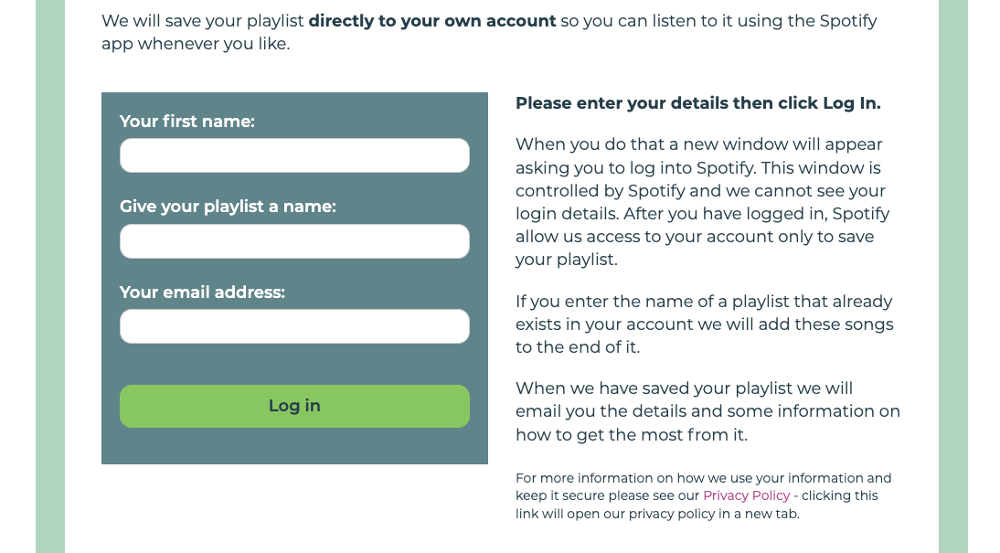 We will save your playlist directly to your own account so you can listen to it using the Spotify
app whenever you like.
Your first name:
Give your playlist a name:
Your email address:
Log in
Please enter your details then click Log In.
When you do that a new window will appear
asking you to log into Spotify. This window is
controlled by Spotify and we cannot see your
login details. After you have logged in, Spotify
allow us access to your account only to save
your playlist.
If you enter the name of a playlist that already
exists in your account we will add these songs
to the end of it.
When we have saved your playlist we will
email you the details and some information on
how to get the most from it.
For more information on how we use your information and
keep it secure please see our Privacy Policy - clicking this
link will open our privacy policy in a new tab.